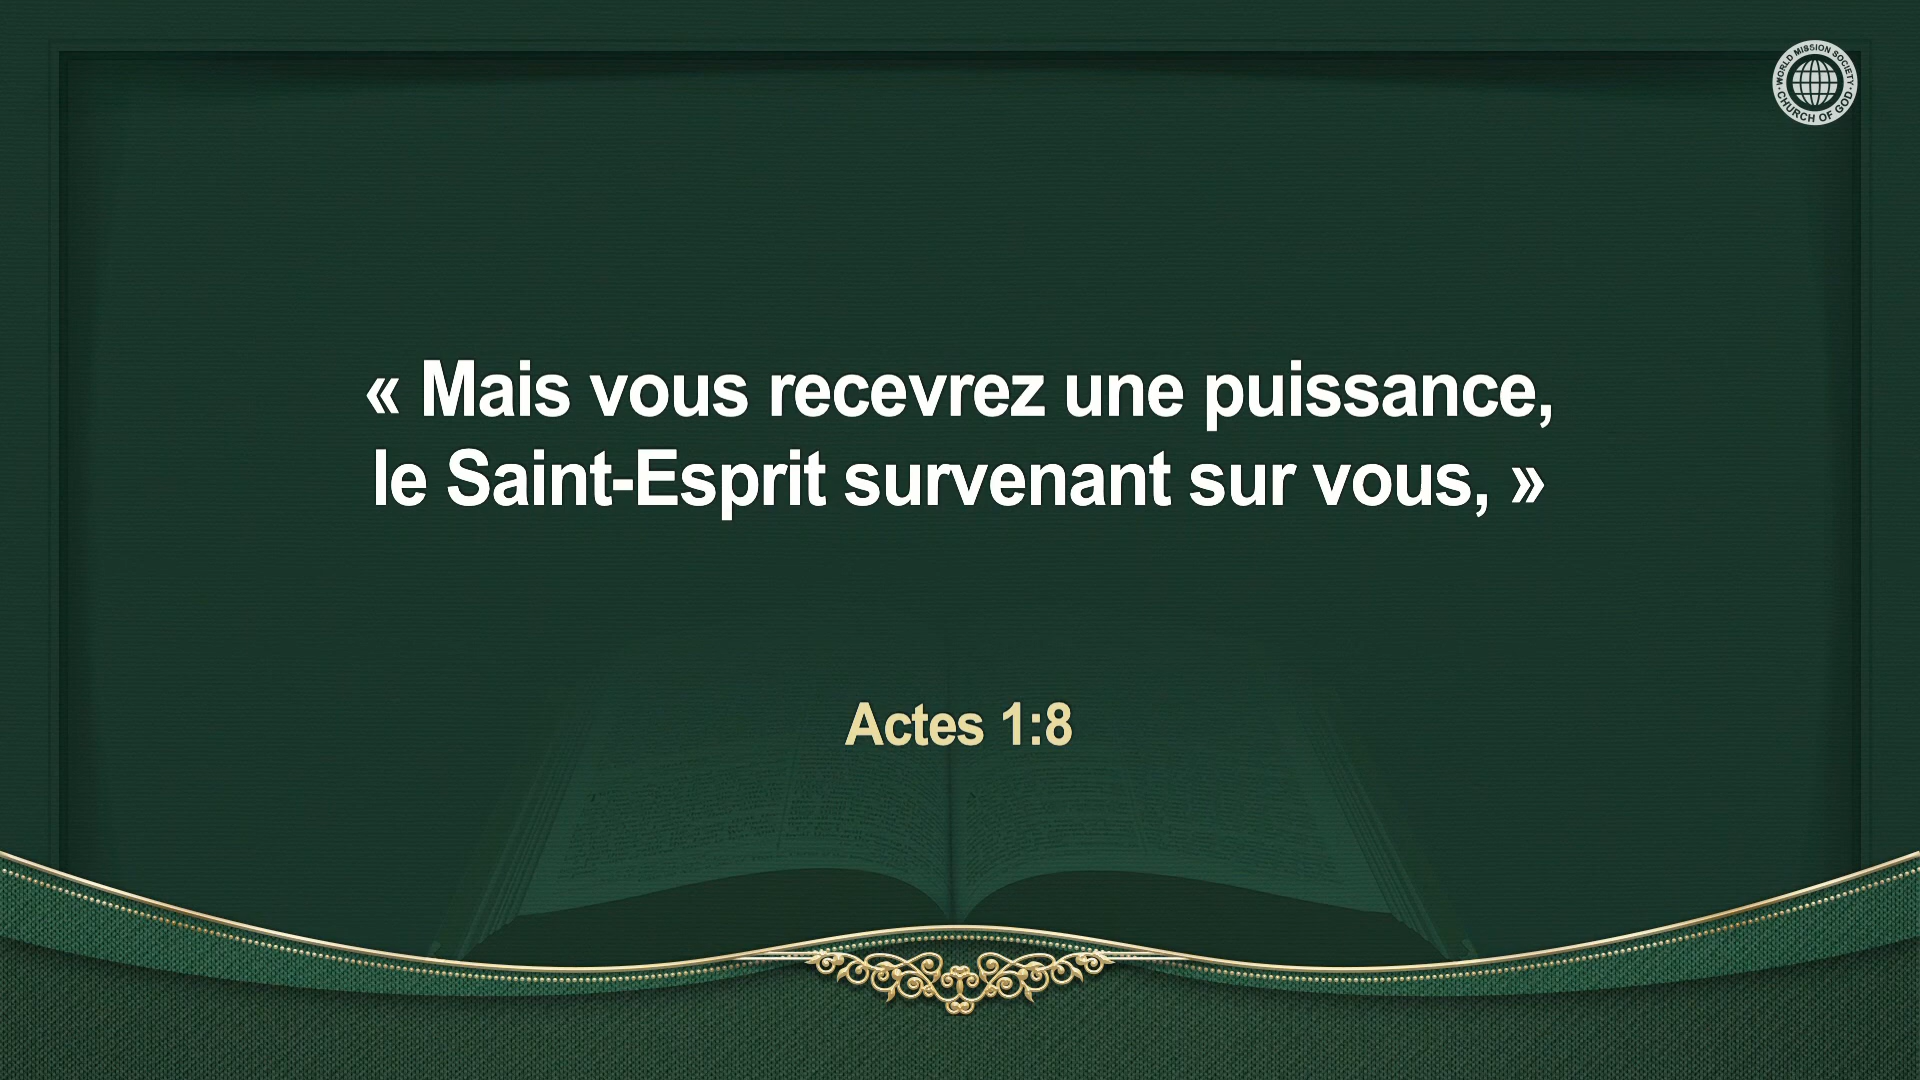 WORLD MISSION SOCIETY
CHURCH OF GOD
« Mais vous recevrez une puissance,
le Saint-Esprit survenant sur vous, »
Actes 1:8